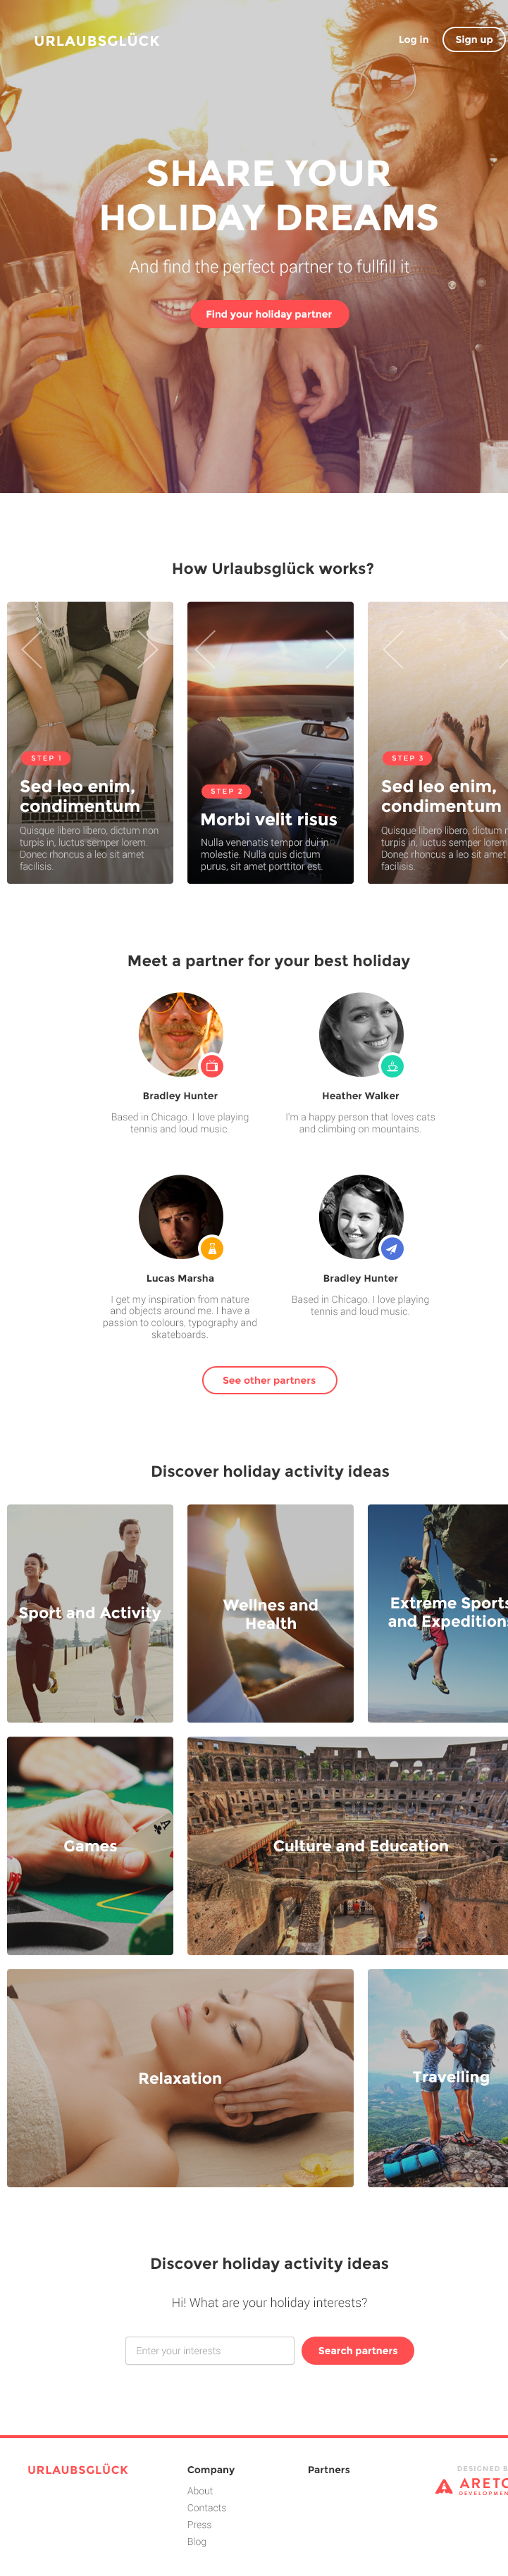 URLAUBSGLÜCK
Log in
Sign up
SHARE YOUR
HOLIDAY DREAMS
And find the perfect partner to fullfill it
Find your holiday partner
How Urlaubsglück works?
STEP 1
Sed leo enim,
condimentum
Quisque libero libero, dictum non
turpis in, luctus semper lorem.
Donec rhoncus a leo sit amet
facilisis.
STEP 2
Morbi velit risus
Nulla venenatis tempor dui in
molestie. Nulla quis dictum
purus, sit amet porttitor est.
STEP 3
Sed leo enim,
condimentum
Quisque libero libero, dictum
turpis in, luctus semper lorem
Donec rhoncus a leo sit amet
facilisis.
Meet a partner for your best holiday
Bradley Hunter
Based in Chicago. I love playing
tennis and loud music.
Heather Walker
I'm a happy person that loves cats
and climbing on mountains.
Lucas Marsha
I get my inspiration from nature
and objects around me. I have a
passion to colours, typography and
skateboards.
Bradley Hunter
Based in Chicago. I love playing
tennis and loud music.
See other partners
Discover holiday activity ideas
Sport and Activity
Wellnes and
Health
Extreme Sports
and Expeditions
Games
Culture and Education
Relaxation
Travelling
Discover holiday activity ideas
Hi! What are your holiday interests?
Enter your interests
Search partners
URLAUBSGLÜCK
Company
About
Contacts
Press
Blog
Partners
DESIGNED